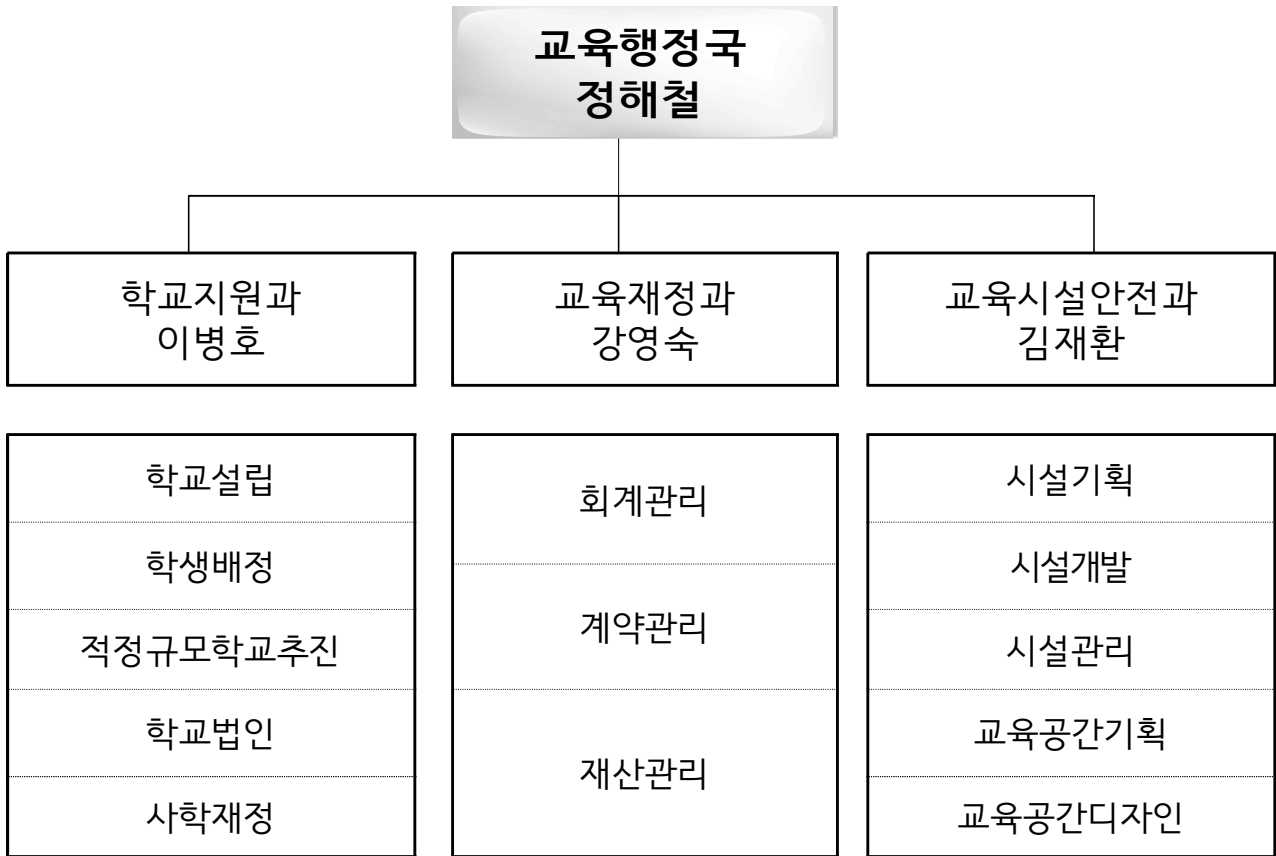 교육행정국
정해철
학교지원과
이병호
교육재정과
강영숙
교육시설안전과
김재환
학교설립
학생배정
적정규모학교추진
학교법인
사학재정
회계관리
계약관리
재산관리
시설기획
시설개발
시설관리
교육공간기획
교육공간디자인